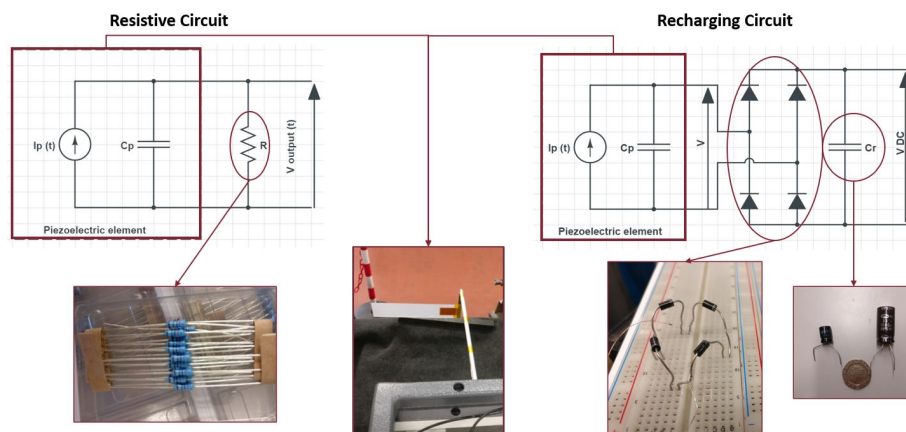 Resistive Circuit
Recharging Circuit
Ip (t)
Cp
R
V output (t)
Piezoelectric element
Ip (t)
Cp
V
Cr
V DC
Piezoelectric element